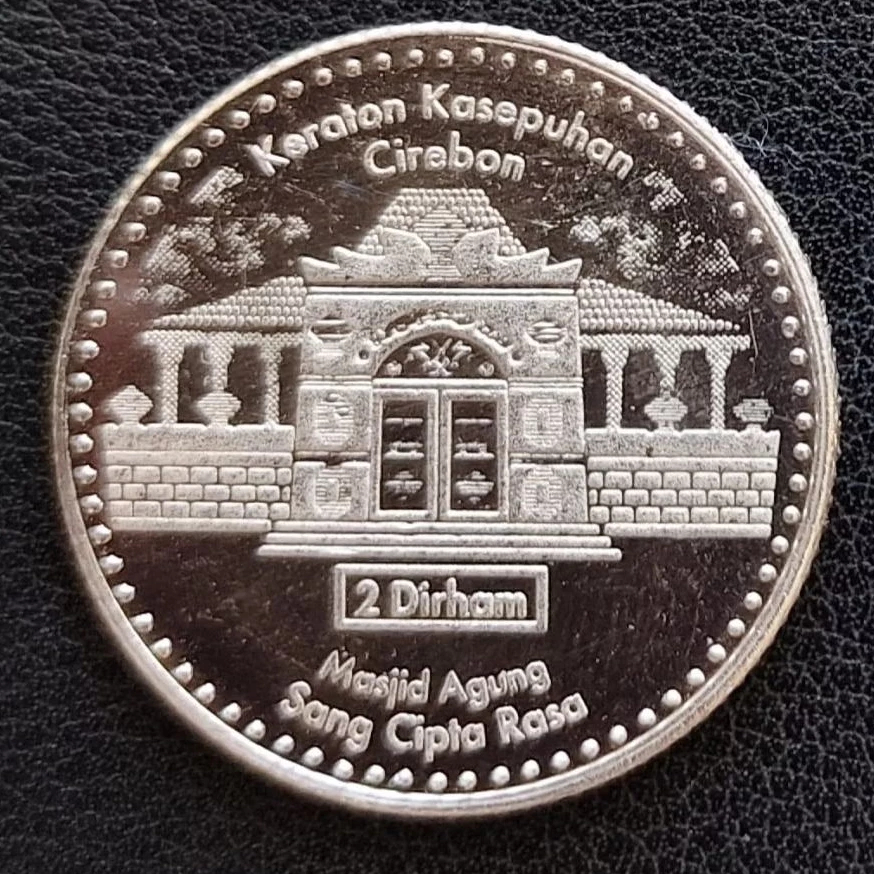 Keraton Kasepuhan
Cirebon
2 Dirham
Masjid Agung
Sang Cipta Rasa